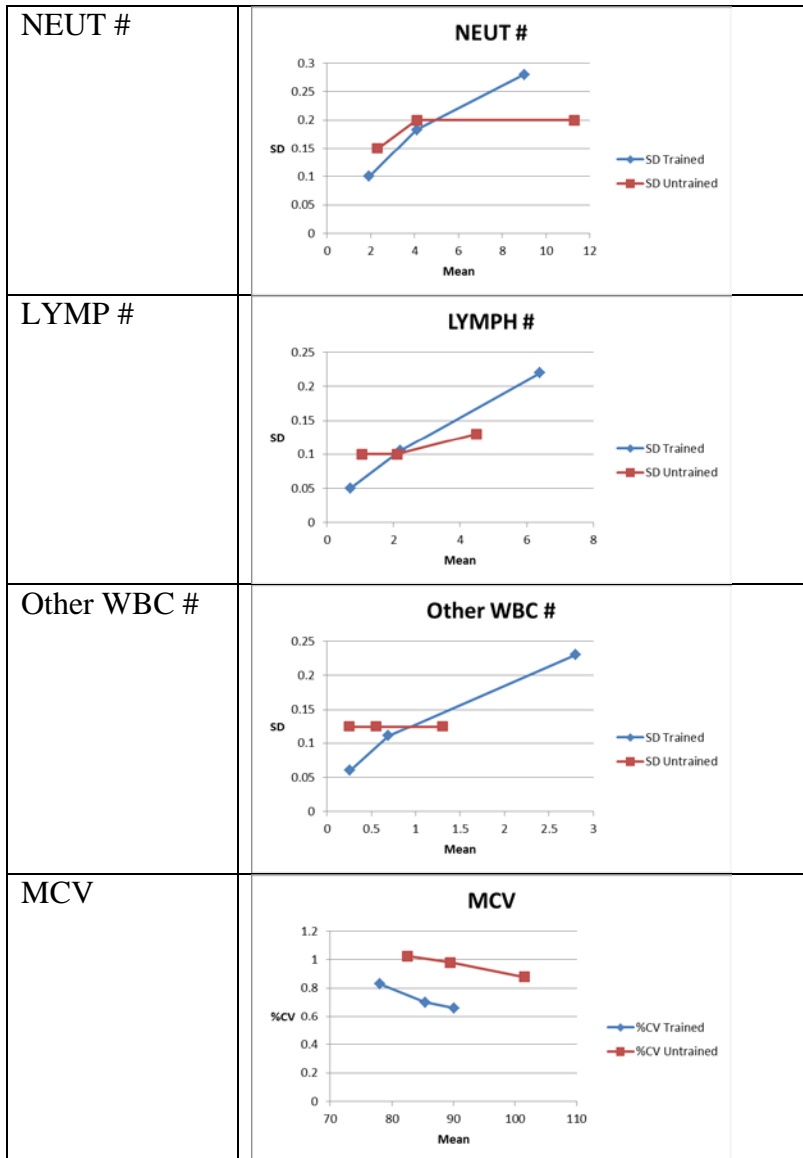 NEUT #
NEUT #
0.3
0.25
0.2
SD 0.15
0.1
0.05
0
0 2 4 6 8 10 12
Mean
SD Trained
SD Untrained
LYMP #
LYMPH #
0.25
0.2
0.15
SD
0.1
0.05
0
0 2 4 6 8
Mean
SD Trained
SD Untrained
Other WBC #
Other WBC #
0.25
0.2
0.15
SD
0.1
0.05
0
0 0.5 1 1.5 2 2.5 3
Mean
SD Trained
SD Untrained
MCV
MCV
1.2
1
0.8
%CV 0.6
0.4
0.2
0
70 80 90 100 110
Mean
%CV Trained
%CV Untrained